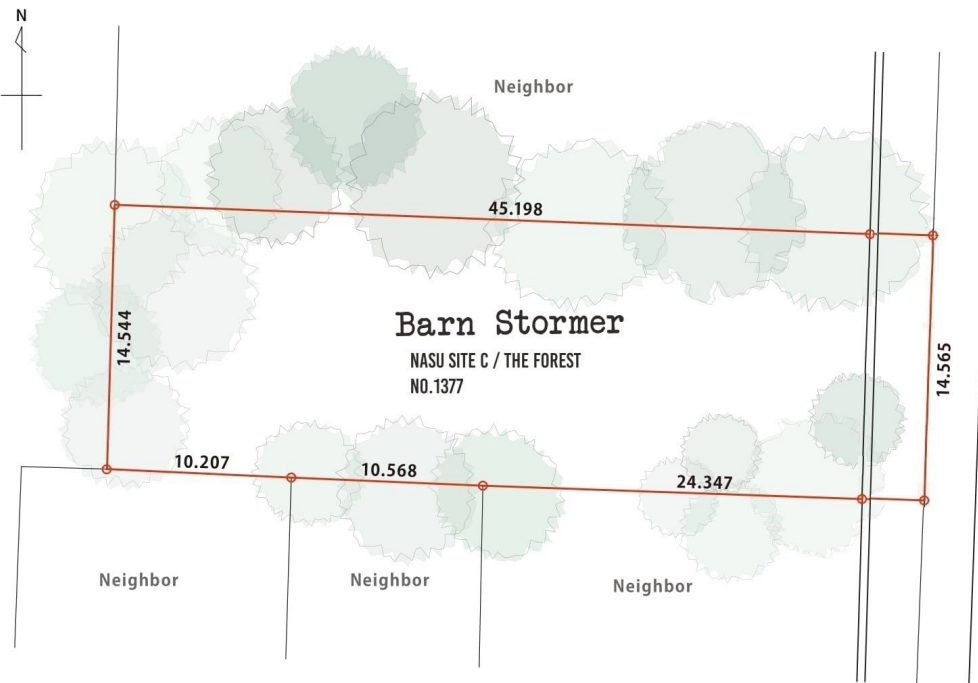 N
Neighbor
45.198
14.544
Barn Stormer
NASU SITE C / THE FOREST
NO.1377
14.565
10.207
10.568
24.347
Neighbor
Neighbor
Neighbor